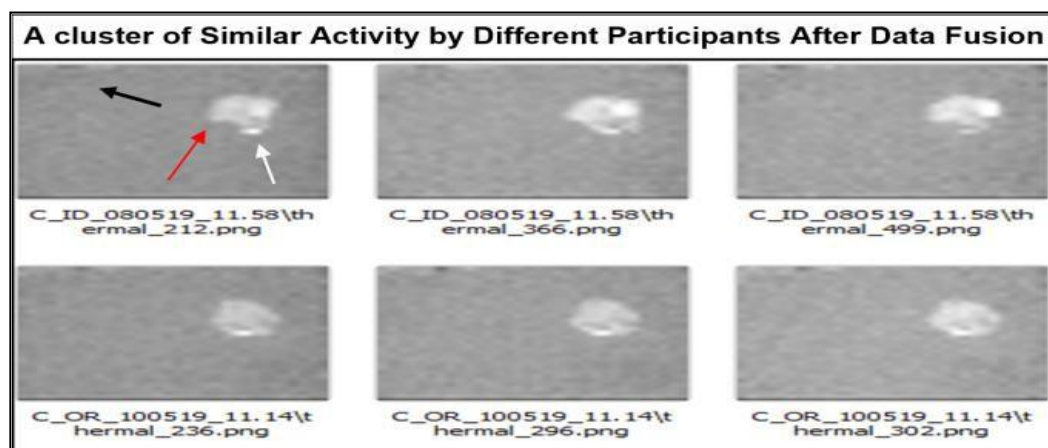 A cluster of Similar Activity by Different Participants After Data Fusion
C_ID_080519_11.58\th
ermal_212.png
C_ID_080519_11.58\th
ermal_366.png
C_ID_080519_11.58\th
ermal_499.png
C_OR_100519_11.14\t
hermal_236.png
C_OR_100519_11.14\t
hermal_296.png
C_OR_100519_11.14\t
hermal_302.png